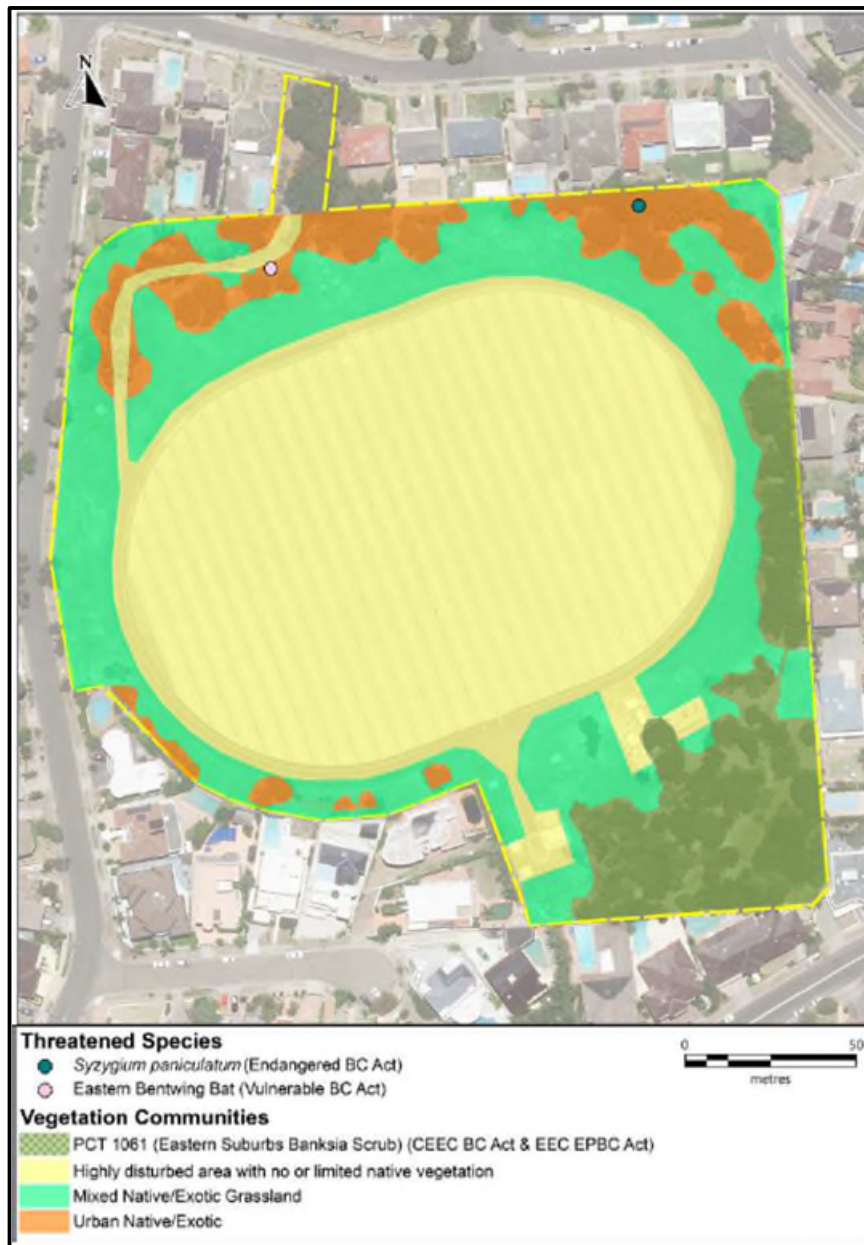 N
Threatened Species
Syzygium paniculatum (Endangered BC Act)
Eastern Bentwing Bat (Vulnerable BC Act)
0 50
metres
Vegetation Communities
PCT 1061 (Eastern Suburbs Banksia Scrub) (CEEC BC Act & EEC EPBC Act)
Highly disturbed area with no or limited native vegetation
Mixed Native/Exotic Grassland
Urban Native/Exotic